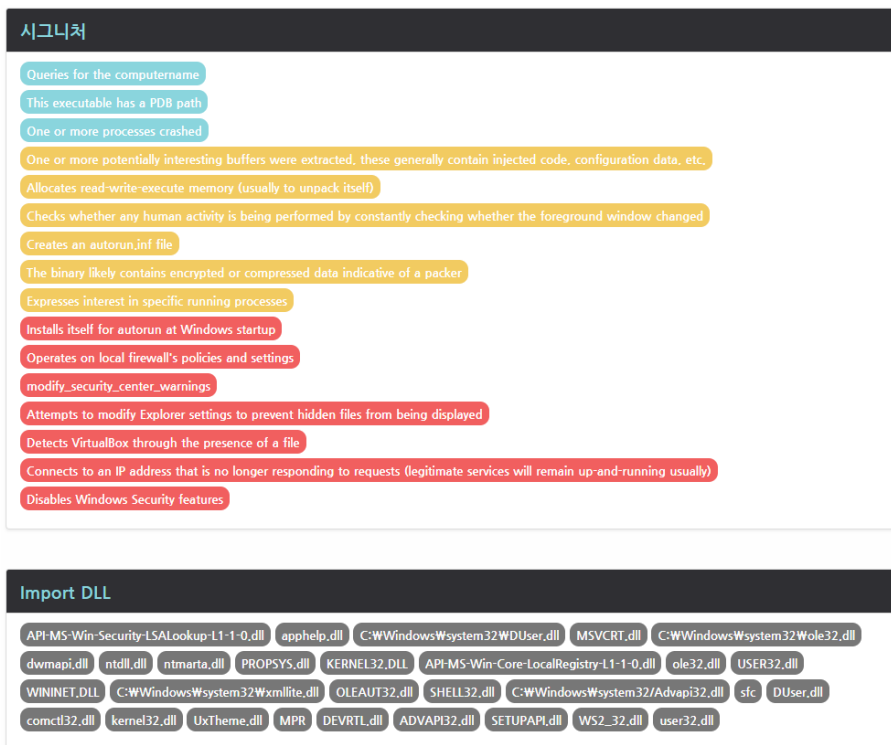 시그니처
Queries for the computername
This executable has a PDB path
One or more processes crashed
One or more potentially interesting buffers were extracted, these generally contain injected code, configuration data, etc.
Allocates read-write-execute memory (usually to unpack itself)
Checks whether any human activity is being performed by constantly checking whether the foreground window changed
Creates an autorun.inf file
The binary likely contains encrypted or compressed data indicative of a packer
Expresses interest in specific running processes
Installs itself for autorun at Windows startup
Operates on local firewall's policies and settings
modify_security_center_warnings
Attempts to modify Explorer settings to prevent hidden files from being displayed
Detects VirtualBox through the presence of a file
Connects to an IP address that is no longer responding to requests (legitimate services will remain up-and-running usually)
Disables Windows Security features
Import DLL
API-MS-Win-Security-LSALookup-L1-1-0.dll apphelp.dll C:₩Windows₩system32₩DUser.dll MSVCRT.dll C:₩Windows₩system32₩ole32.dll
dwmapi.dll ntdll.dll ntmarta.dll PROPSYS.dll KERNEL32.DLL API-MS-Win-Core-LocalRegistry-L1-1-0.dll ole32.dll USER32.dll
WININET.DLL C:₩Windows₩system32₩xmllite.dll OLEAUT32.dll SHELL32.dll C:₩Windows₩system32/Advapi32.dll sfc DUser.dll
comctl32.dll kernel32.dll UxTheme.dll MPR DEVRTL.dll ADVAPI32.dll SETUPAPI.dll WS2_32.dll user32.dll